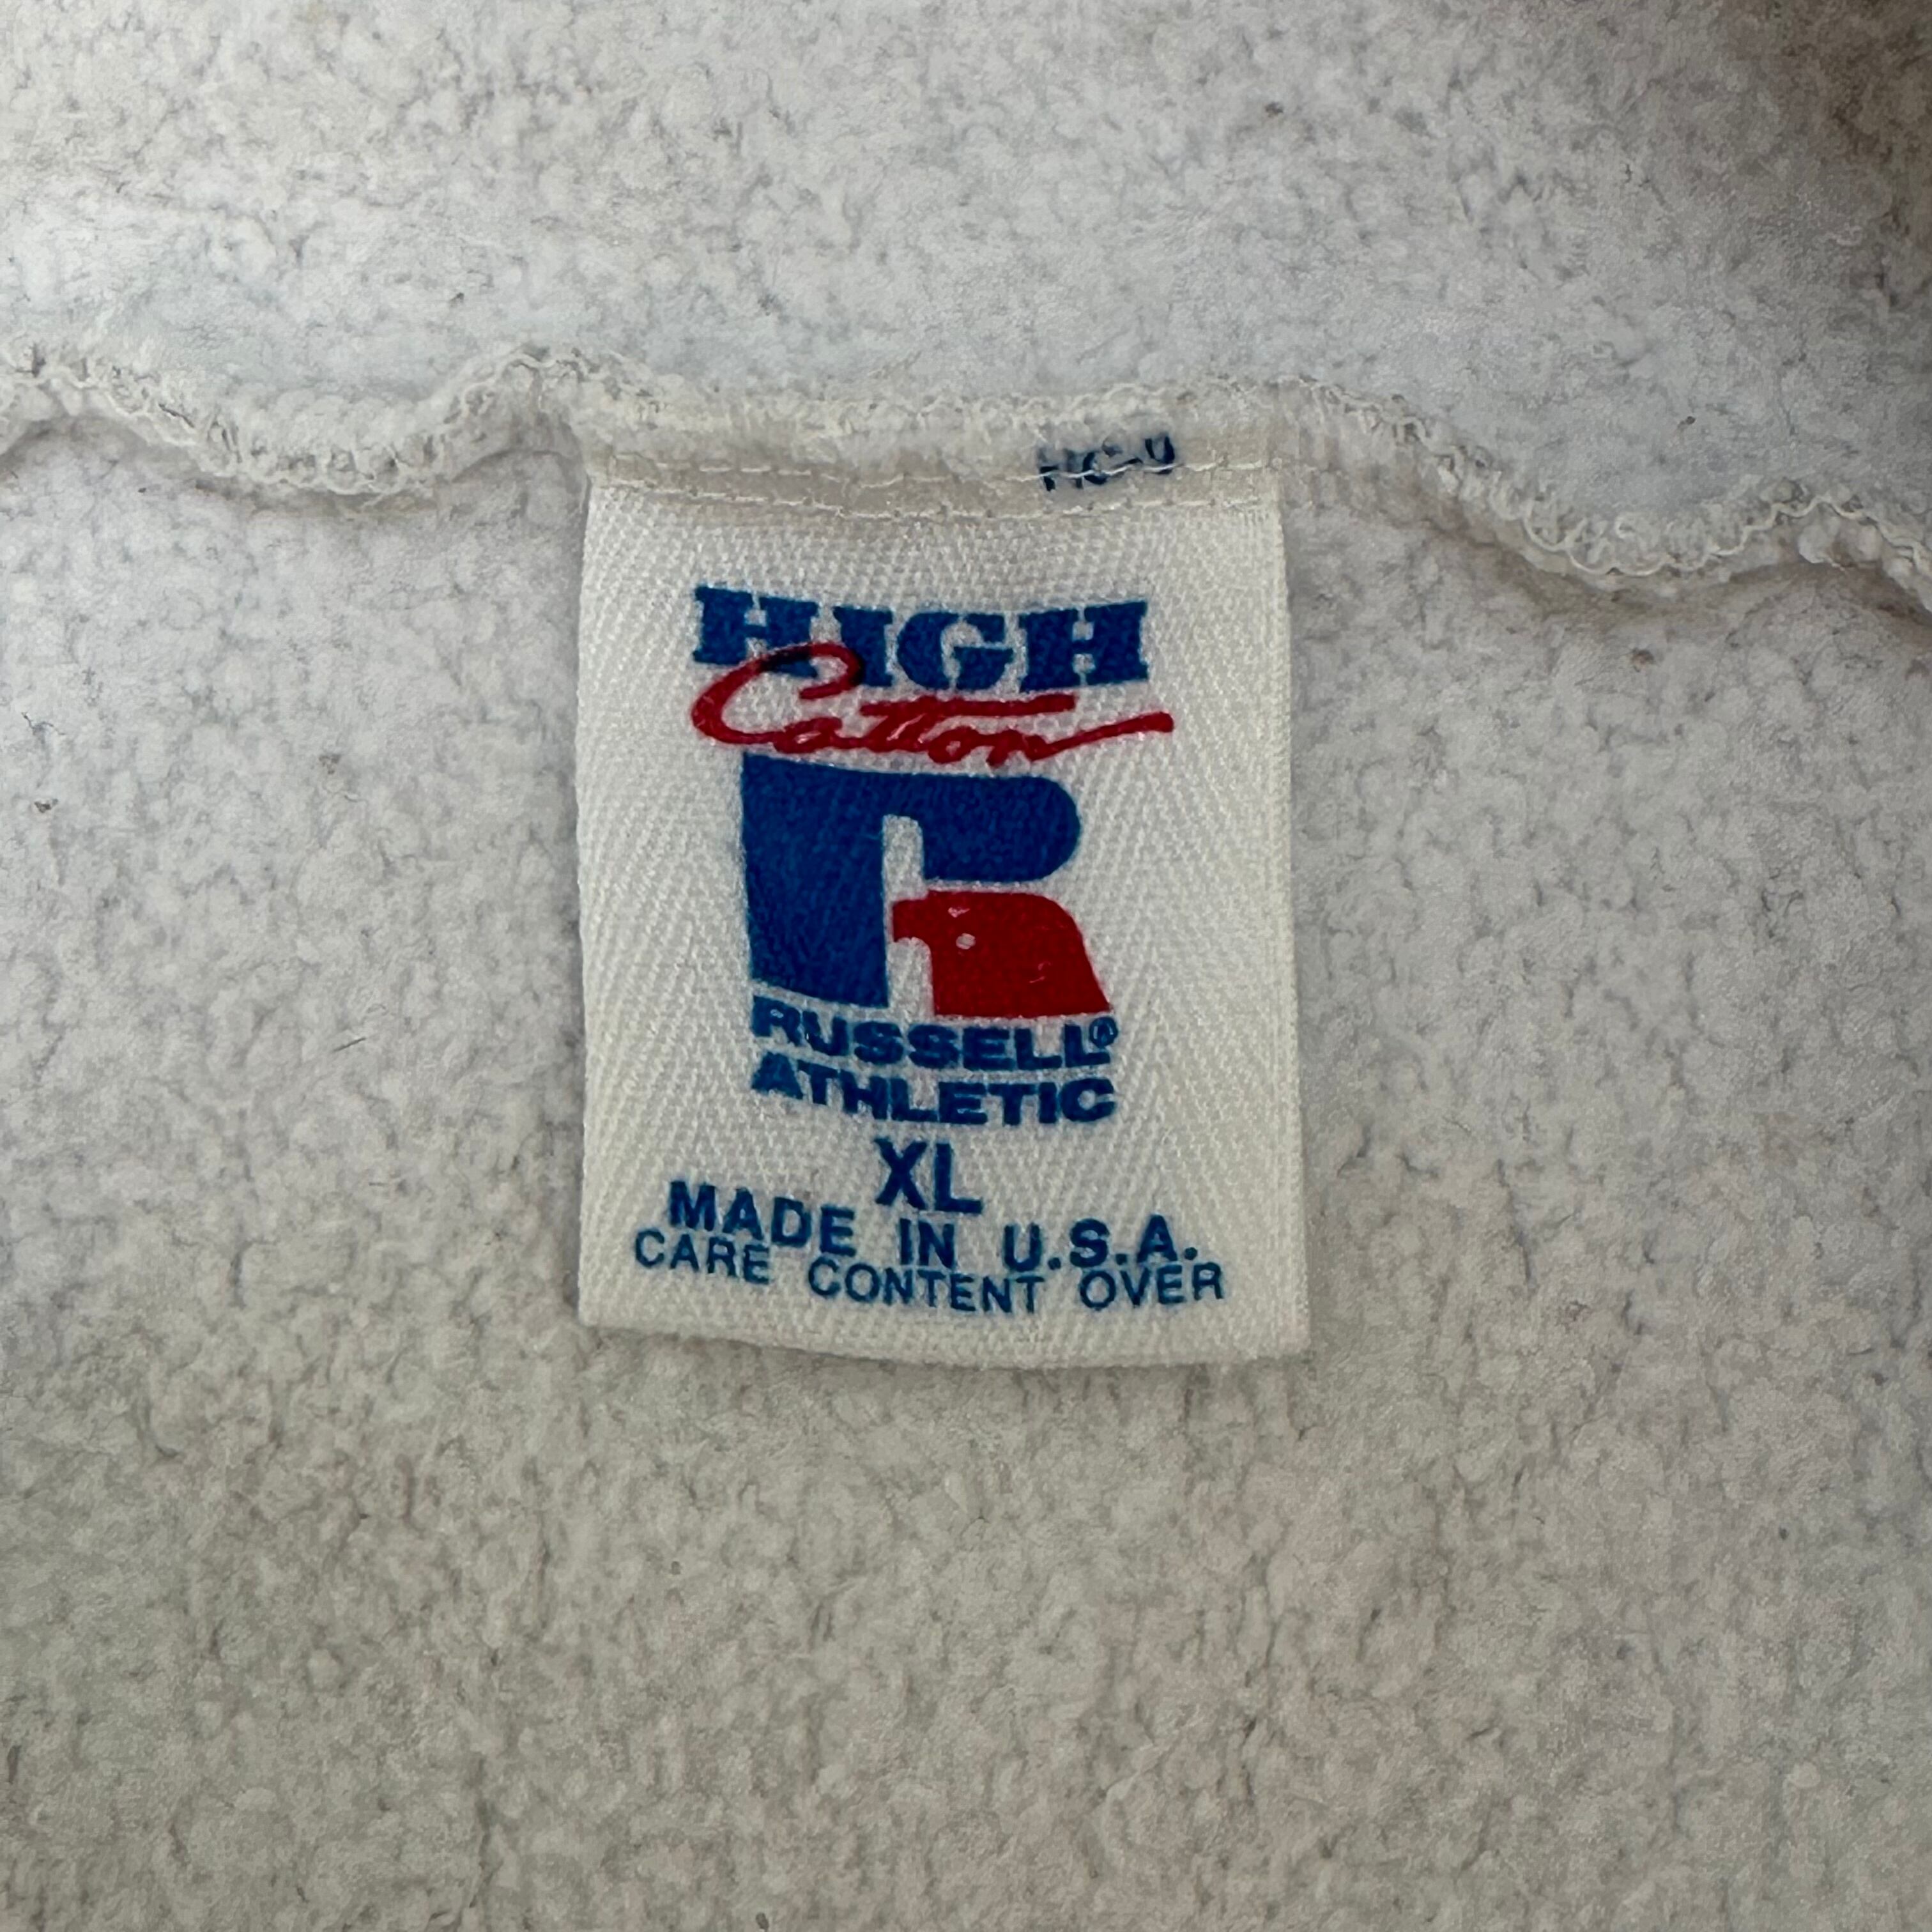 HIGH
Cotton
RUSSELL®
ATHLETIC
XL
MADE IN U.S.A.
CARE CONTENT OVER